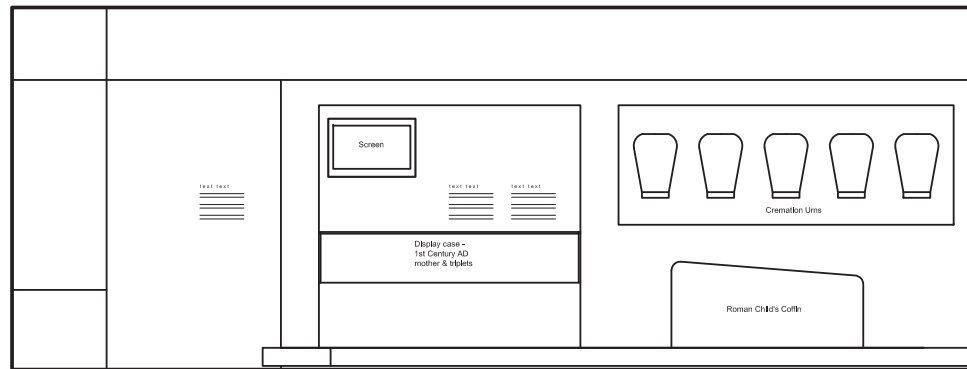 Screen
text text
text text
text text
Display case –
1st Century AD
mother & triplets
Cremation Urns
Roman Child's Coffin